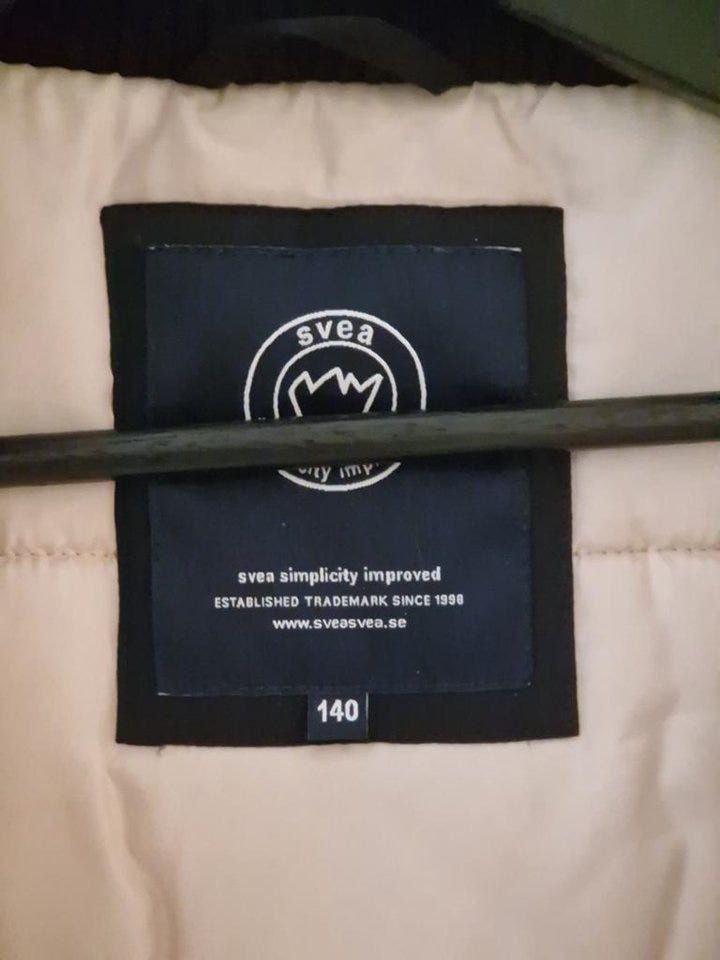 svea
svea simplicity improved
ESTABLISHED TRADEMARK SINCE 1998
www.sveasvea.se
140